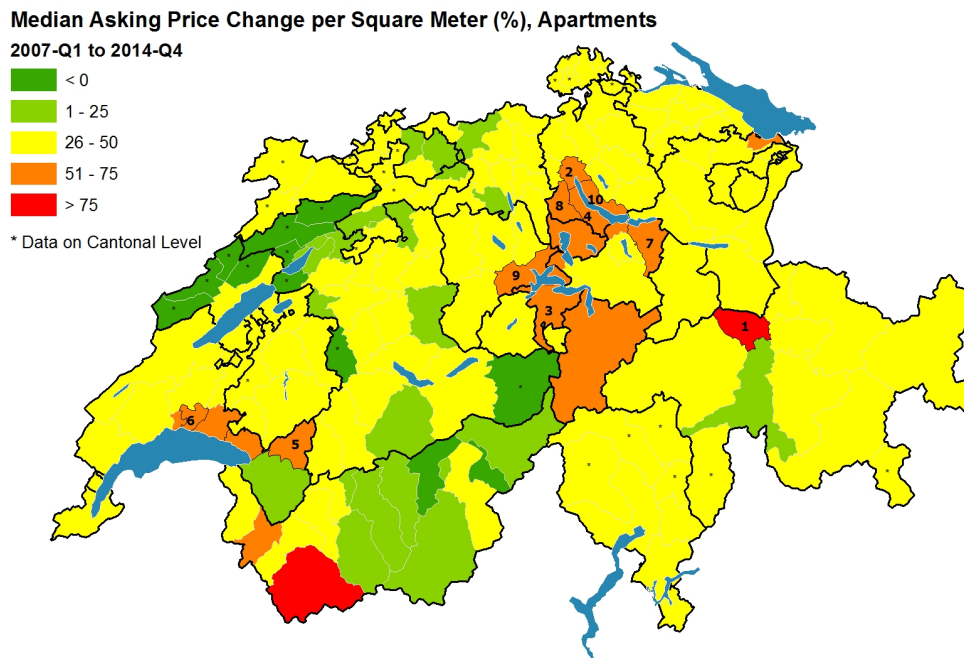 Median Asking Price Change per Square Meter (%), Apartments
2007-Q1 to 2014-Q4
< 0
1 - 25
26 - 50
51 - 75
> 75
* Data on Cantonal Level
2
10
8
4
7
9
3
1
6
5